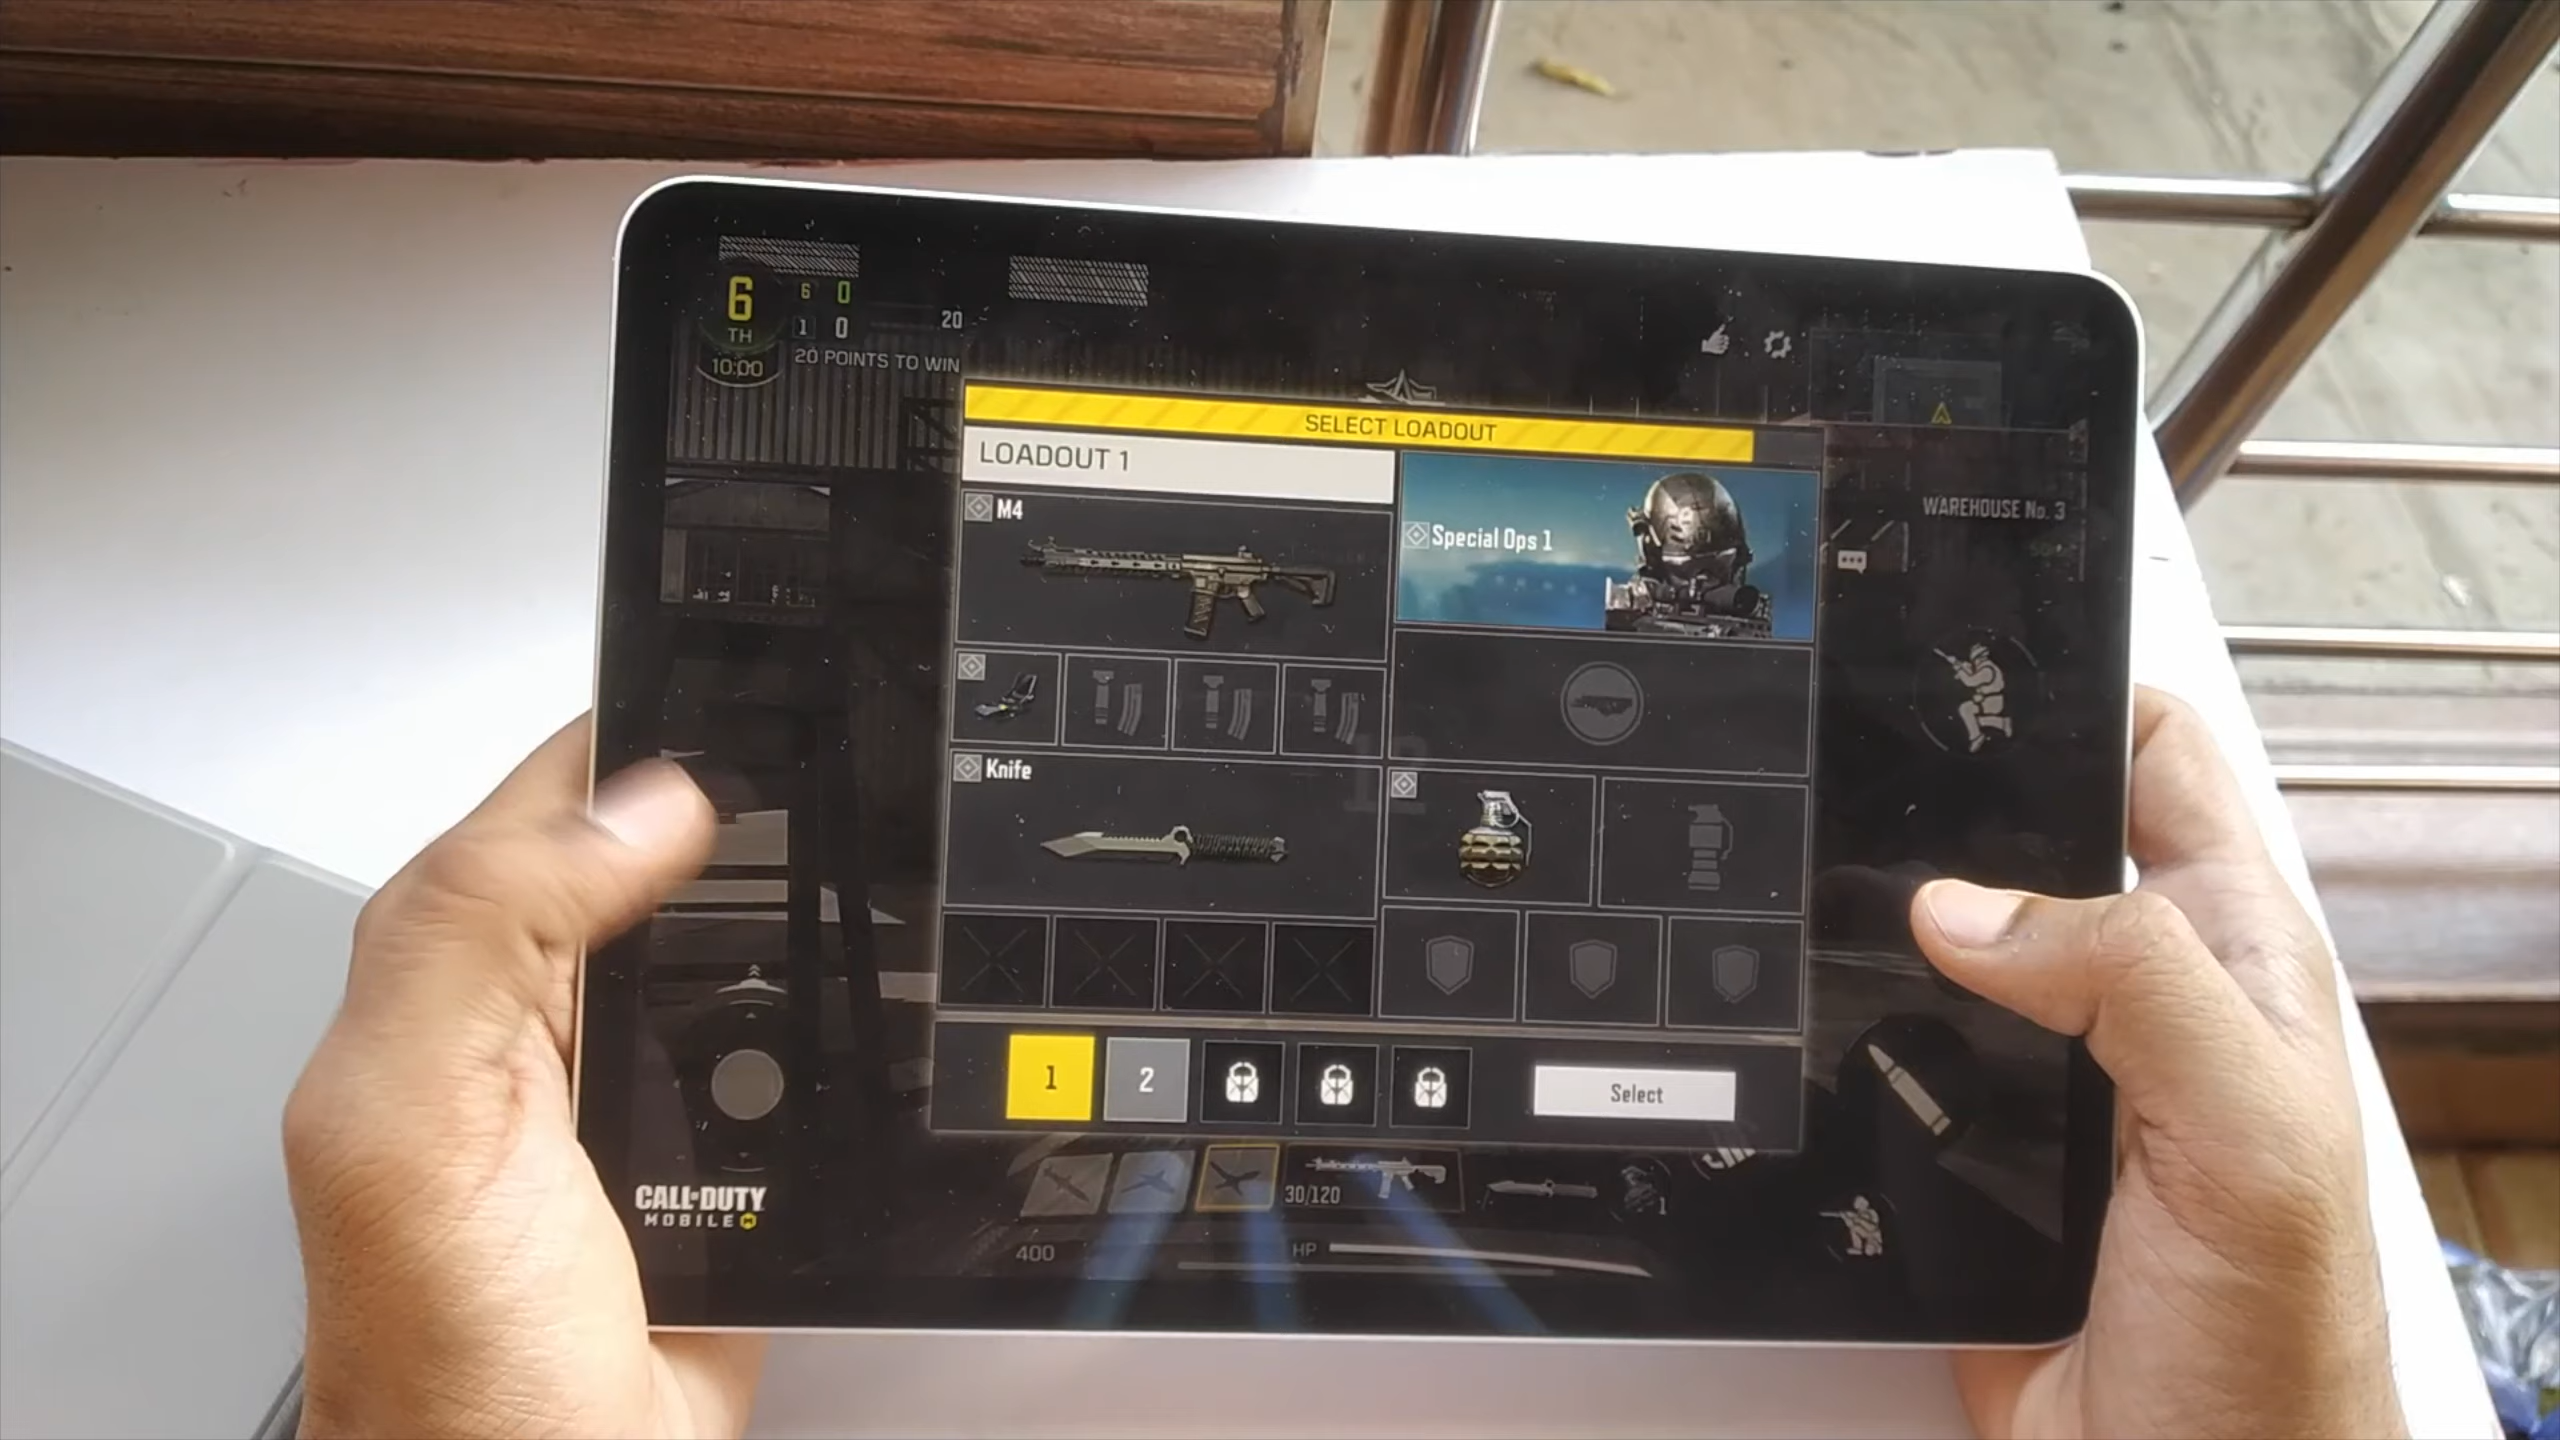 6
TH
10:00
6 0
1 0
20
20 POINTS TO WIN
SELECT LOADOUT
LOADOUT 1
M4
Special Ops 1
WAREHOUSE No. 3
Knife
1
2
Select
30/120
1
CALL OF DUTY
MOBILE
400
HP